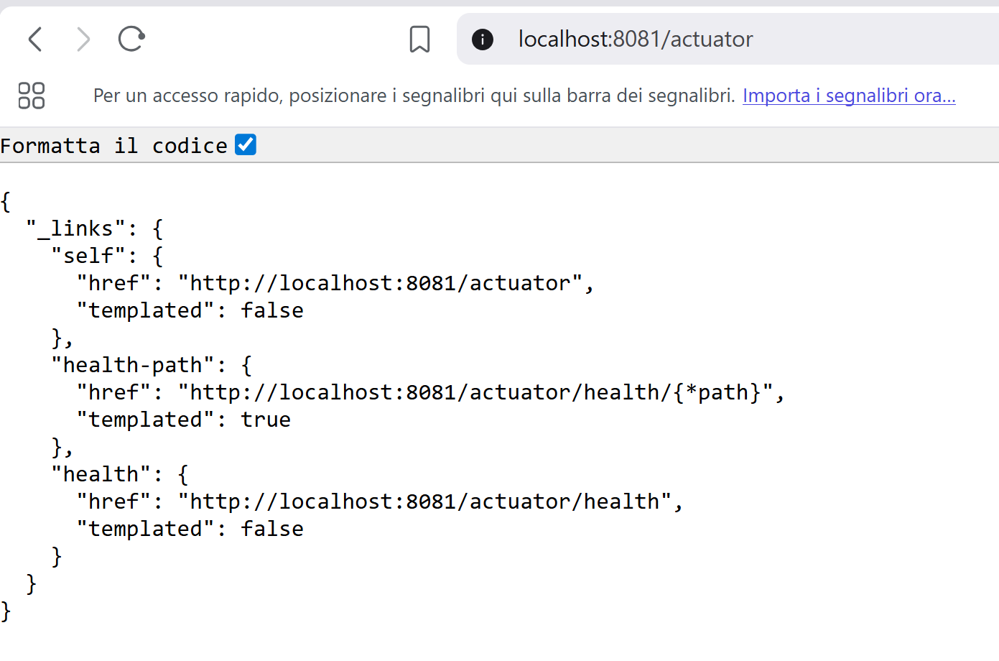 localhost:8081/actuator
Per un accesso rapido, posizionare i segnalibri qui sulla barra dei segnalibri. Importa i segnalibri ora...
Formatta il codice
{
  "_links": {
    "self": {
      "href": "http://localhost:8081/actuator",
      "templated": false
    },
    "health-path": {
      "href": "http://localhost:8081/actuator/health/{*path}",
      "templated": true
    },
    "health": {
      "href": "http://localhost:8081/actuator/health",
      "templated": false
    }
  }
}